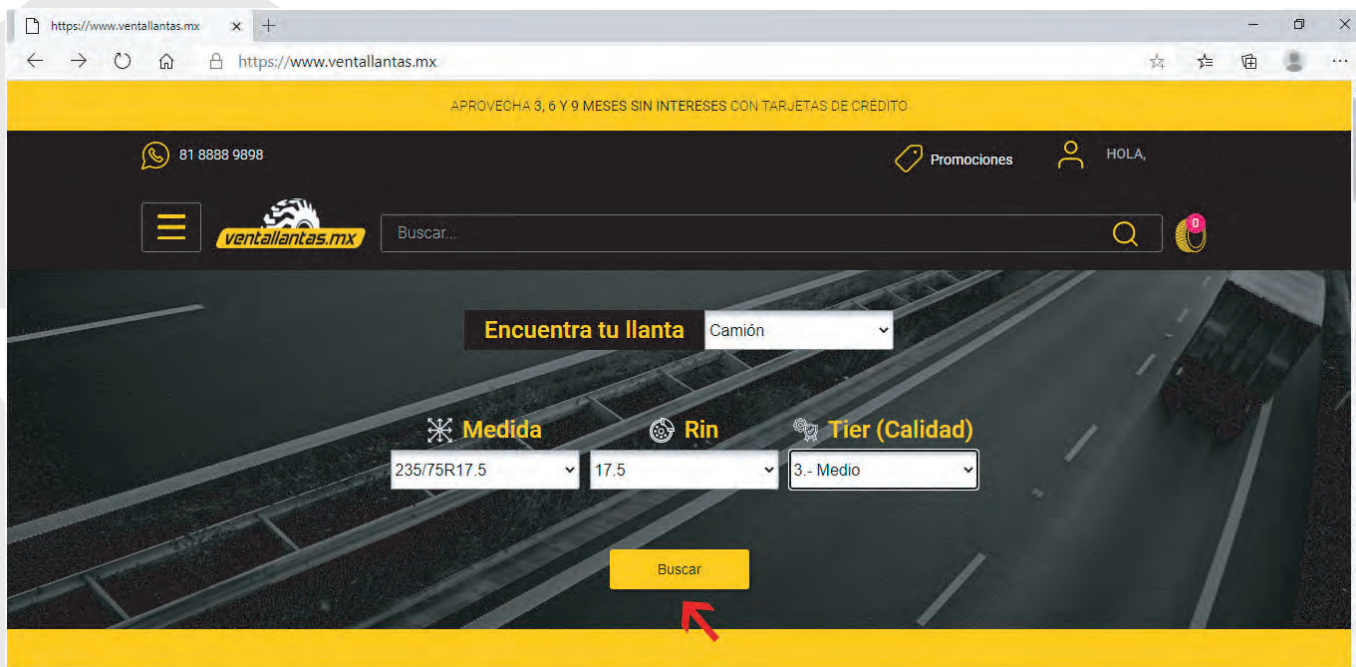 https://www.ventallantas.mx
https://www.ventallantas.mx
APROVECHA 3, 6 Y 9 MESES SIN INTERESES CON TARJETAS DE CRÉDITO
81 8888 9898
Promociones
HOLA,
ventallantas.mx
Buscar...
0
Encuentra tu llanta
Camión
Medida
Rin
Tier (Calidad)
235/75R17.5
17.5
3.- Medio
Buscar